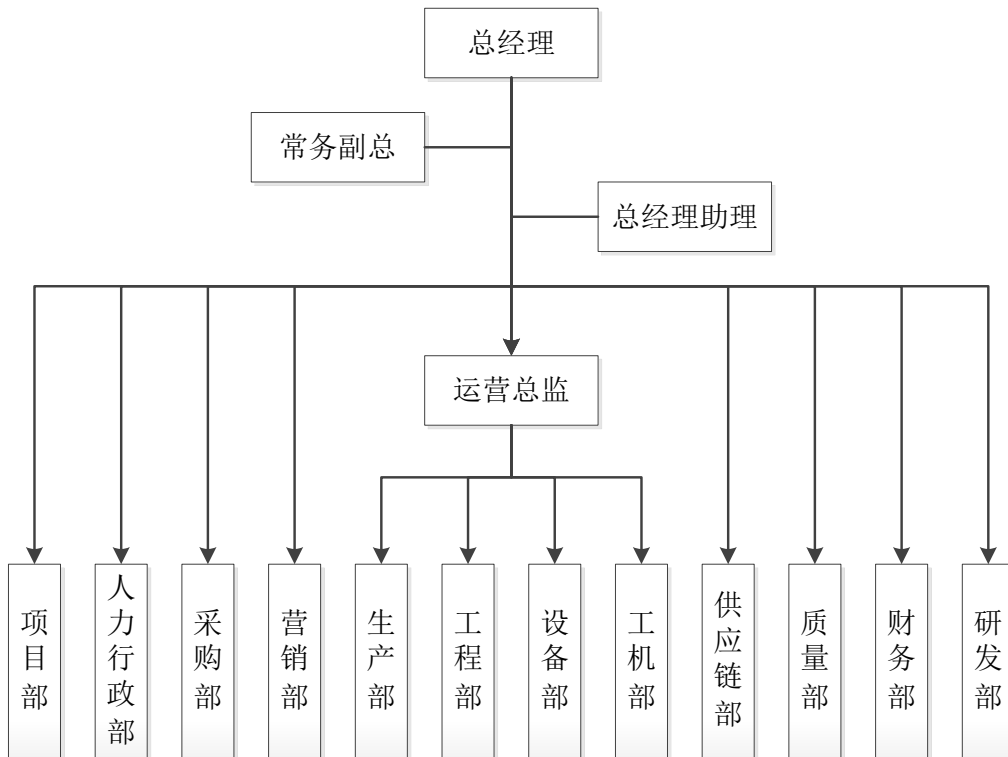 总经理
常务副总
总经理助理
运营总监
项目部
人力行政部
采购部
营销部
生产部
工程部
设备部
工机部
供应链部
质量部
财务部
研发部